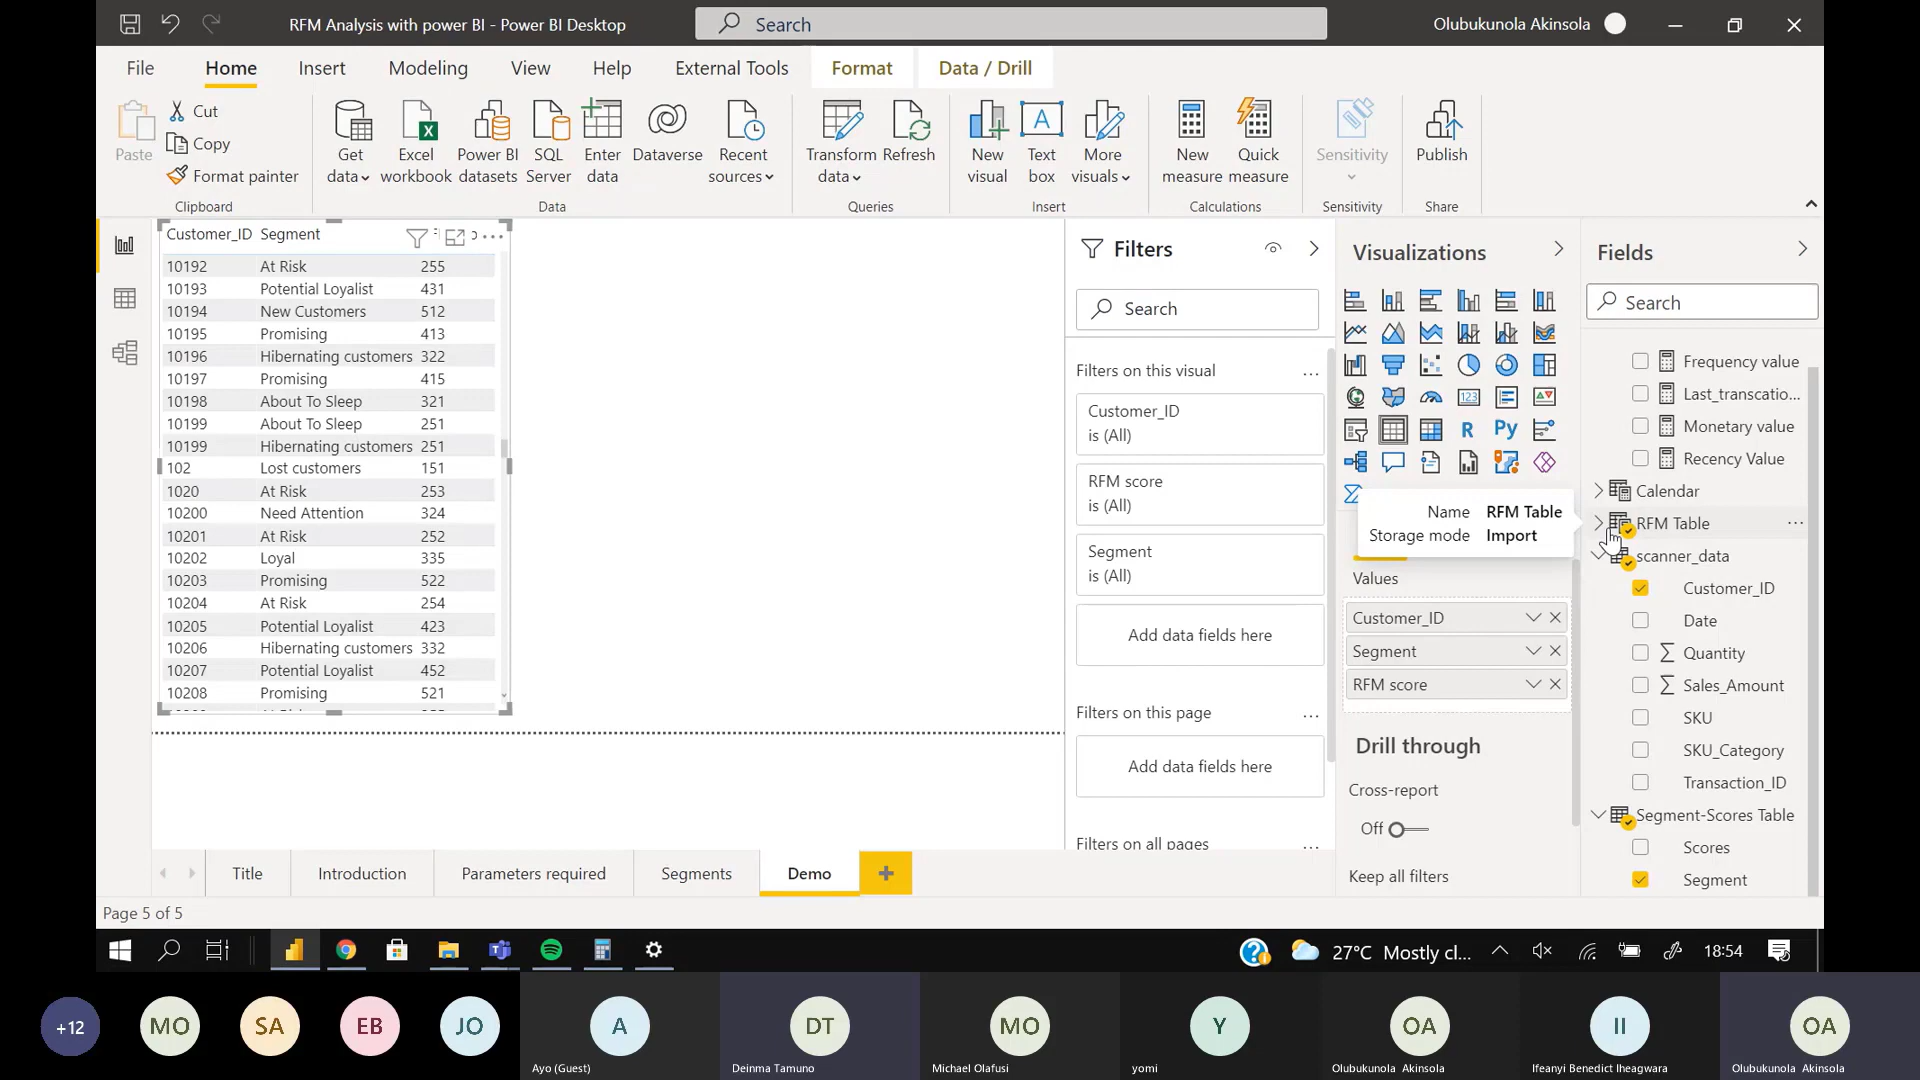 RFM Analysis with power BI - Power BI Desktop
Search
Olubukunola Akinsola
File
Home
Insert
Modeling
View
Help
External Tools
Format
Data / Drill
Paste
Cut
Copy
Format painter
Clipboard
Get data
Excel workbook
Power BI datasets
SQL Server
Enter data
Dataverse
Recent sources
Data
Transform data
Refresh
Queries
New visual
Text box
More visuals
Insert
New measure
Quick measure
Calculations
Sensitivity
Sensitivity
Publish
Share
Customer_ID Segment
10192 At Risk 255
10193 Potential Loyalist 431
10194 New Customers 512
10195 Promising 413
10196 Hibernating customers 322
10197 Promising 415
10198 About To Sleep 321
10199 About To Sleep 251
10199 Hibernating customers 251
102 Lost customers 151
1020 At Risk 253
10200 Need Attention 324
10201 At Risk 252
10202 Loyal 335
10203 Promising 522
10204 At Risk 254
10205 Potential Loyalist 423
10206 Hibernating customers 332
10207 Potential Loyalist 452
10208 Promising 521
Filters
Search
Filters on this visual ...
Customer_ID
is (All)
RFM score
is (All)
Segment
is (All)
Add data fields here
Filters on this page ...
Add data fields here
Filters on all pages ...
Visualizations
123
R
Py
Name RFM Table
Storage mode Import
Values
Customer_ID
Segment
RFM score
Drill through
Cross-report
Off
Keep all filters
Fields
Search
Frequency value
Last_transcatio...
Monetary value
Recency Value
Calendar
RFM Table ...
scanner_data
Customer_ID
Date
Quantity
Sales_Amount
SKU
SKU_Category
Transaction_ID
Segment-Scores Table
Scores
Segment
Title
Introduction
Parameters required
Segments
Demo
Page 5 of 5
27°C Mostly cl...
18:54
+12
MO
SA
EB
JO
A
Ayo (Guest)
DT
Deinma Tamuno
MO
Michael Olafusi
Y
yomi
OA
Olubukunola Akinsola
II
Ifeanyi Benedict Iheagwara
OA
Olubukunola Akinsola